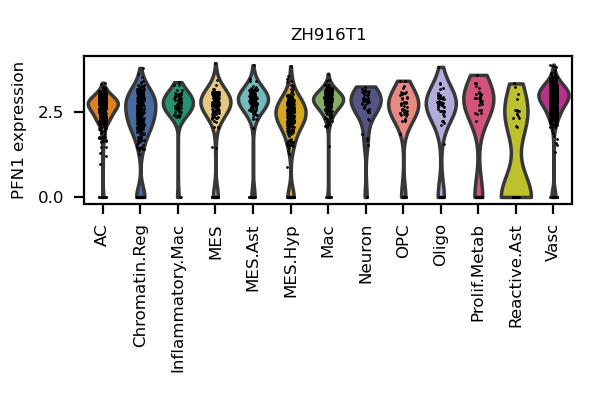 ZH916T1
PFN1 expression
2.5
0.0
AC
Chromatin.Reg
Inflammatory.Mac
MES
MES.Ast
MES.Hyp
Mac
Neuron
OPC
Oligo
Prolif.Metab
Reactive.Ast
Vasc